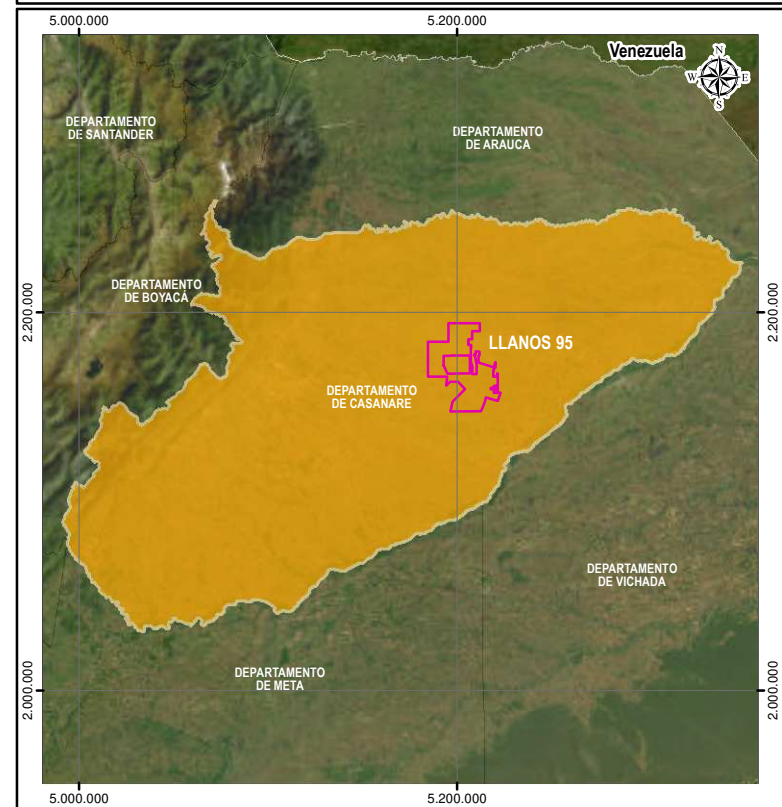 5.000.000
5.200.000
Venezuela
N
W
E
S
DEPARTAMENTO
DE SANTANDER
DEPARTAMENTO
DE ARAUCA
DEPARTAMENTO
DE BOYACÁ
2.200.000
2.200.000
LLANOS 95
DEPARTAMENTO
DE CASANARE
DEPARTAMENTO
DE VICHADA
DEPARTAMENTO
DE META
2.000.000
2.000.000
5.000.000
5.200.000